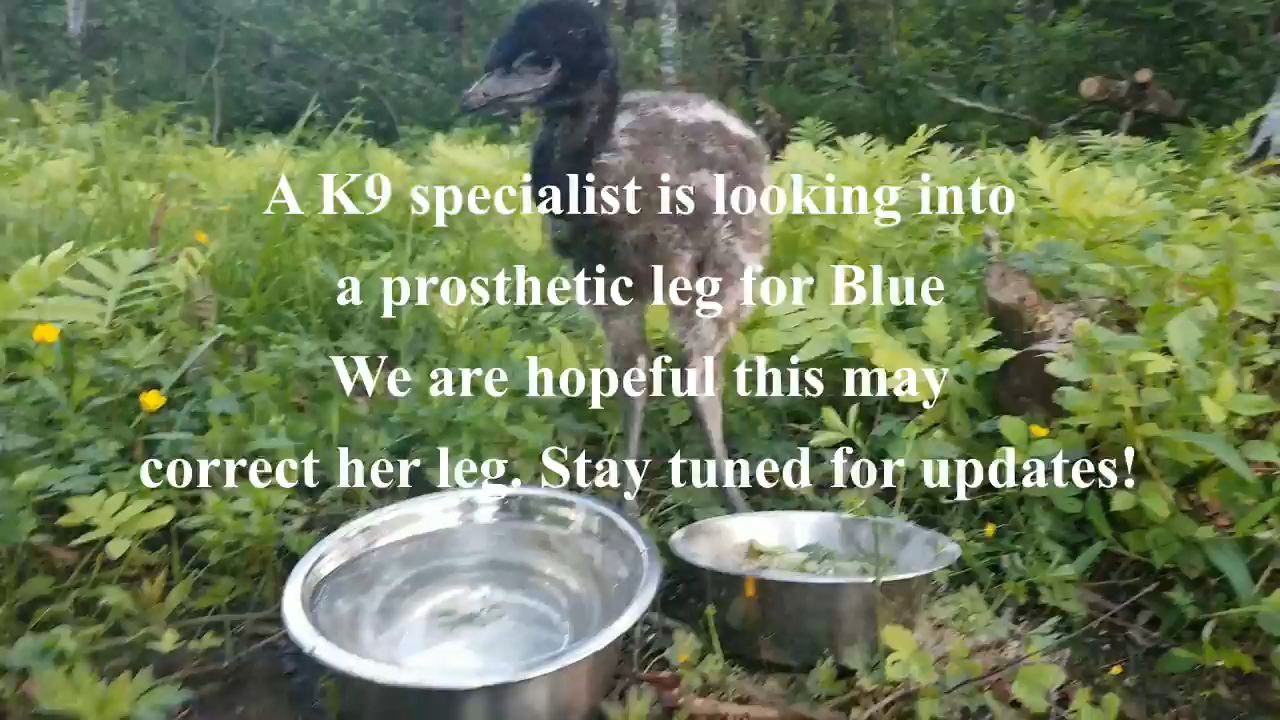 A K9 specialist is looking into
a prosthetic leg for Blue
We are hopeful this may
correct her leg. Stay tuned for updates!